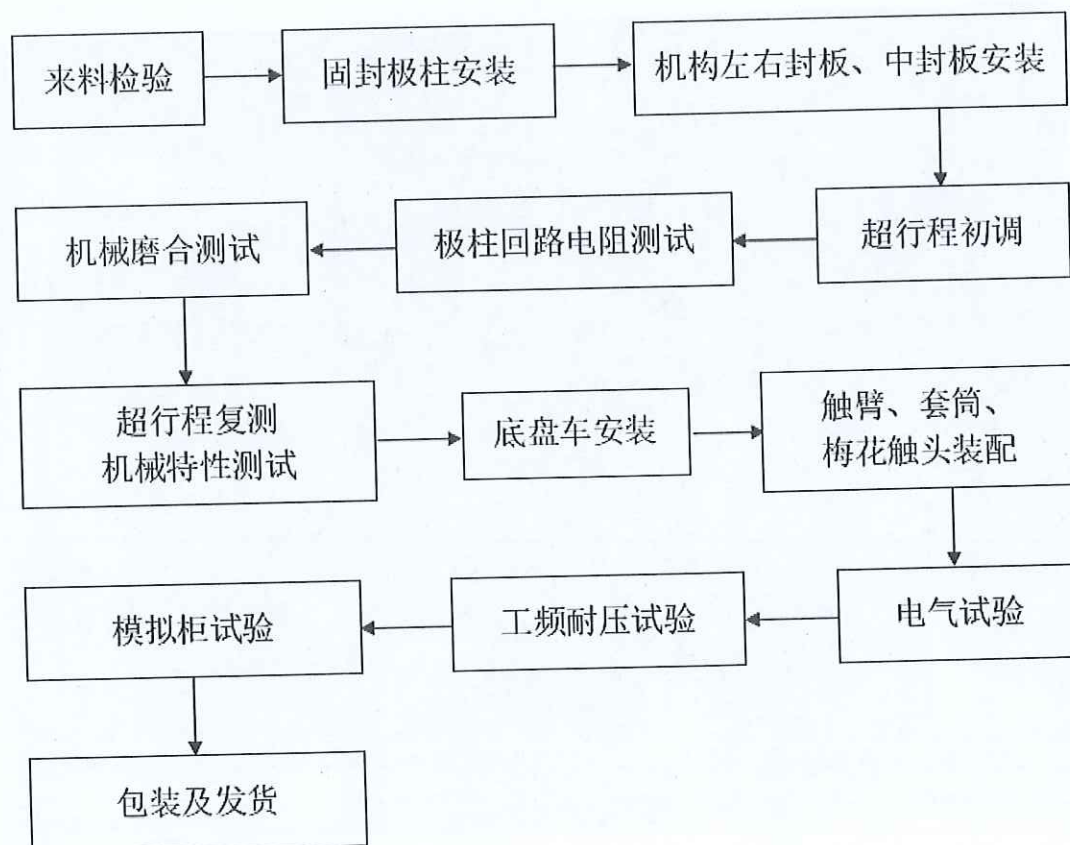 来料检验
固封极柱安装
机构左右封板、中封板安装
超行程初调
极柱回路电阻测试
机械磨合测试
超行程复测
机械特性测试
底盘车安装
触臂、套筒、
梅花触头装配
电气试验
工频耐压试验
模拟柜试验
包装及发货